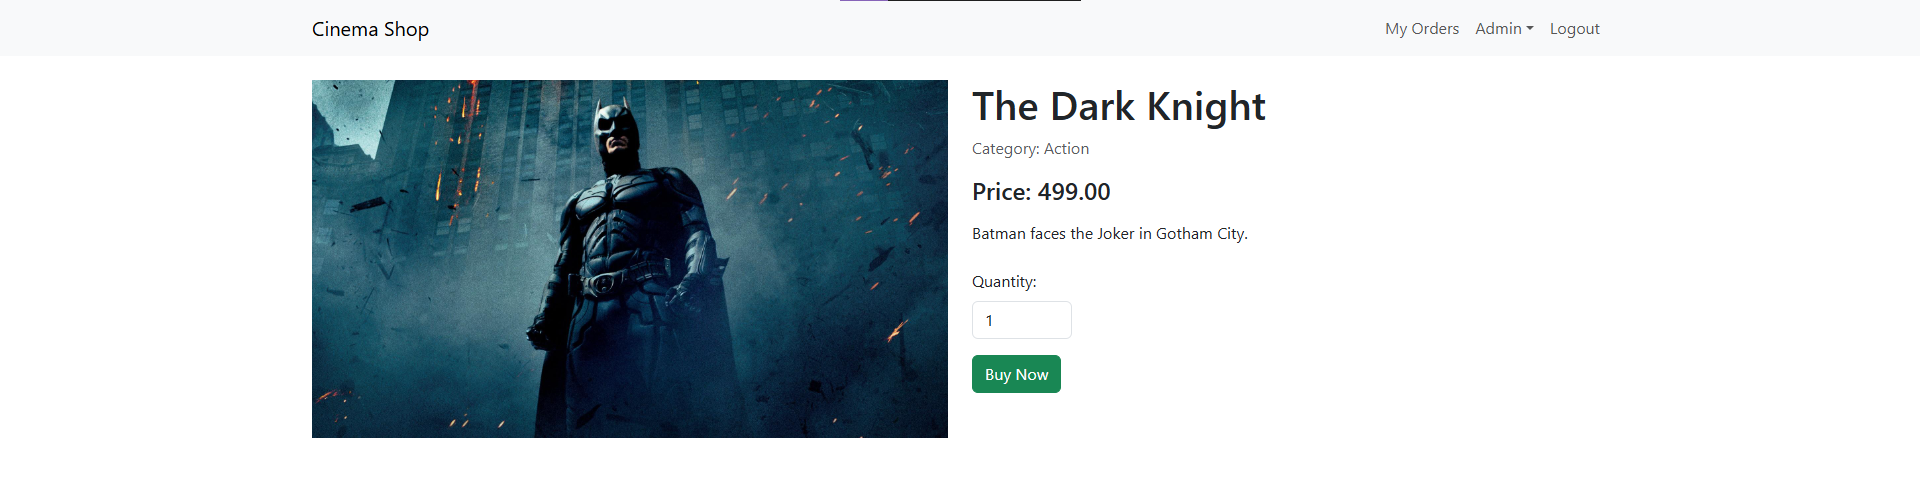 Cinema Shop
My Orders
Admin
Logout
The Dark Knight
Category: Action
Price: 499.00
Batman faces the Joker in Gotham City.
Quantity:
1
Buy Now